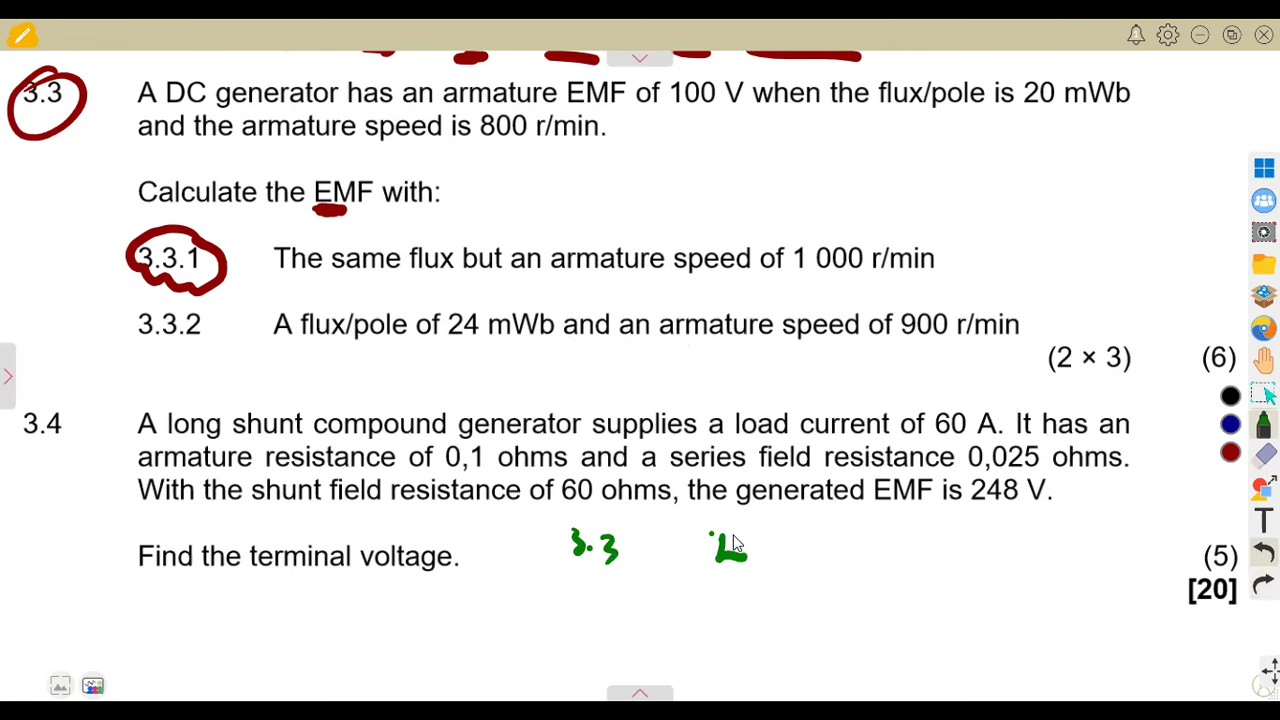 3.3 A DC generator has an armature EMF of 100 V when the flux/pole is 20 mWb
and the armature speed is 800 r/min.
Calculate the EMF with:
3.3.1 The same flux but an armature speed of 1 000 r/min
3.3.2 A flux/pole of 24 mWb and an armature speed of 900 r/min
(2 × 3) (6)
3.4 A long shunt compound generator supplies a load current of 60 A. It has an
armature resistance of 0,1 ohms and a series field resistance 0,025 ohms.
With the shunt field resistance of 60 ohms, the generated EMF is 248 V.
3.3
Find the terminal voltage. (5)
[20]